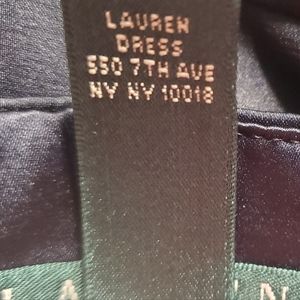 LAUREN
DRESS
550 7TH AVE
NY NY 10018